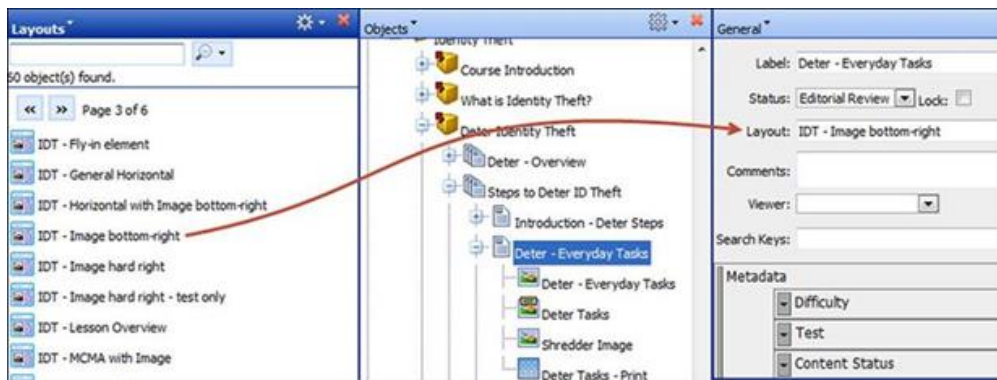 Layouts
50 object(s) found.
Page 3 of 6
IDT - Fly-in element
IDT - General Horizontal
IDT - Horizontal with Image bottom-right
IDT - Image bottom-right
IDT - Image hard right
IDT - Image hard right - test only
IDT - Lesson Overview
IDT - MCMA with Image
Objects
Identity Theft
Course Introduction
What is Identity Theft?
Deter Identity Theft
Deter - Overview
Steps to Deter ID Theft
Introduction - Deter Steps
Deter - Everyday Tasks
Deter - Everyday Tasks
Deter Tasks
Shredder Image
Deter Tasks - Print
General
Label: Deter - Everyday Tasks
Status: Editorial Review Lock:
Layout: IDT - Image bottom-right
Comments:
Viewer:
Search Keys:
Metadata
Difficulty
Test
Content Status